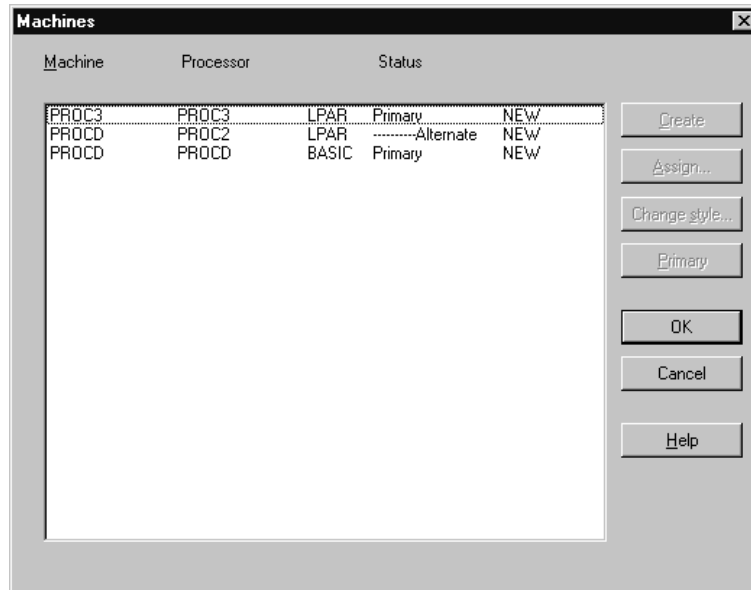 Machines
Machine Processor Status
PROC3 PROC3 LPAR Primary NEW
PROCD PROC2 LPAR ---------Alternate NEW
PROCD PROCD BASIC Primary NEW
Create
Assign...
Change style...
Primary
OK
Cancel
Help